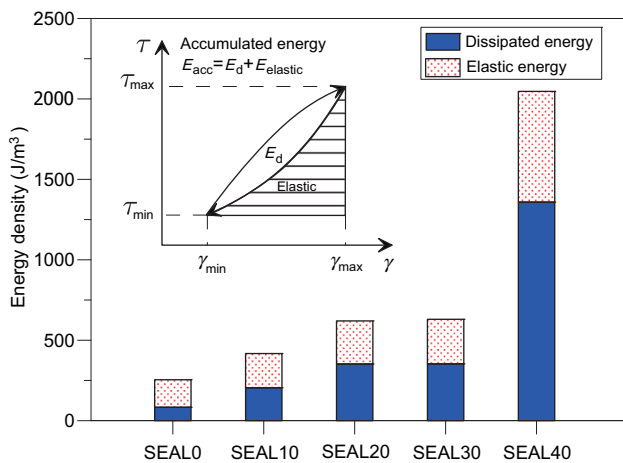 2500
2000
1500
1000
500
0
Energy density (J/m³)
Dissipated energy
Elastic energy
τ
Accumulated energy
E_acc=E_d+E_elastic
τ_max
E_d
Elastic
τ_min
γ_min
γ_max
γ
SEAL0
SEAL10
SEAL20
SEAL30
SEAL40